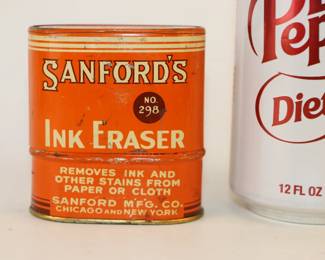 SANFORD'S
NO.
298
INK ERASER
REMOVES INK AND
OTHER STAINS FROM
PAPER OR CLOTH
SANFORD M'F'G. CO.
CHICAGO AND NEW YORK
Diet
12 FL OZ